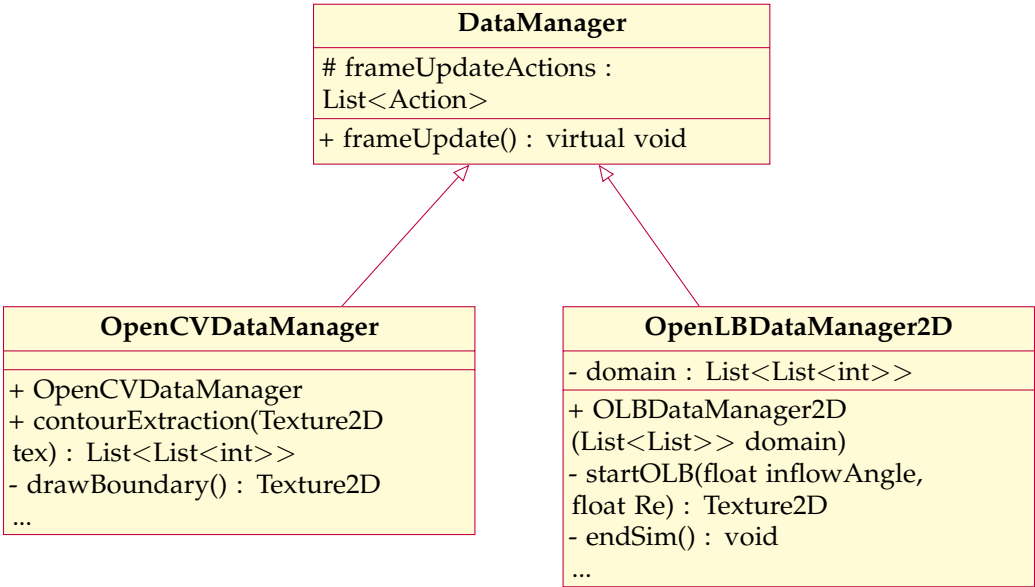 DataManager
# frameUpdateActions :
List<Action>
+ frameUpdate() : virtual void
OpenCVDataManager
+ OpenCVDataManager
+ contourExtraction(Texture2D
tex) : List<List<int>>
- drawBoundary() : Texture2D
...
OpenLBDataManager2D
- domain : List<List<int>>
+ OLBDataManager2D
(List<List>> domain)
- startOLB(float inflowAngle,
float Re) : Texture2D
- endSim() : void
...